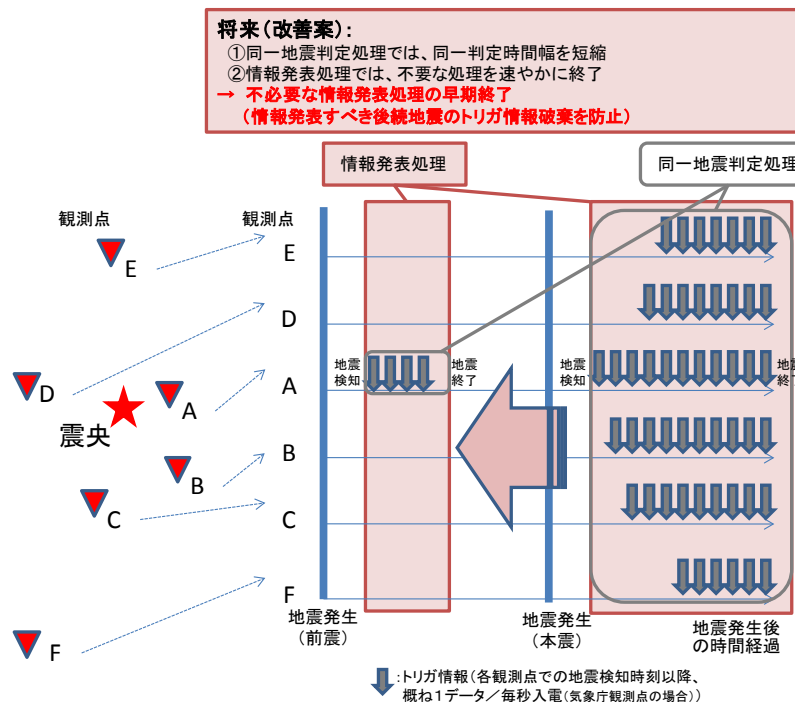 将来(改善案):
①同一地震判定処理では、同一判定時間幅を短縮
②情報発表処理では、不要な処理を速やかに終了
→ 不必要な情報発表処理の早期終了
(情報発表すべき後続地震のトリガ情報破棄を防止)
情報発表処理
同一地震判定処理
観測点
観測点
E
E
D
D
A
A
震央
B
B
C
C
F
F
地震
検知
地震
終了
地震
検知
地震
終了
地震発生
(前震)
地震発生
(本震)
地震発生後
の時間経過
:トリガ情報(各観測点での地震検知時刻以降、
概ね1データ/毎秒入電(気象庁観測点の場合))